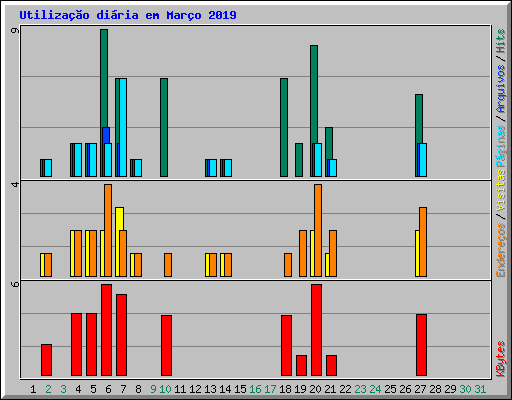 Utilização diária em Março 2019
9
4
6
Páginas / Arquivos / Hits
Endereços / Visitas
KBytes
1 2 3 4 5 6 7 8 9 10 11 12 13 14 15 16 17 18 19 20 21 22 23 24 25 26 27 28 29 30 31